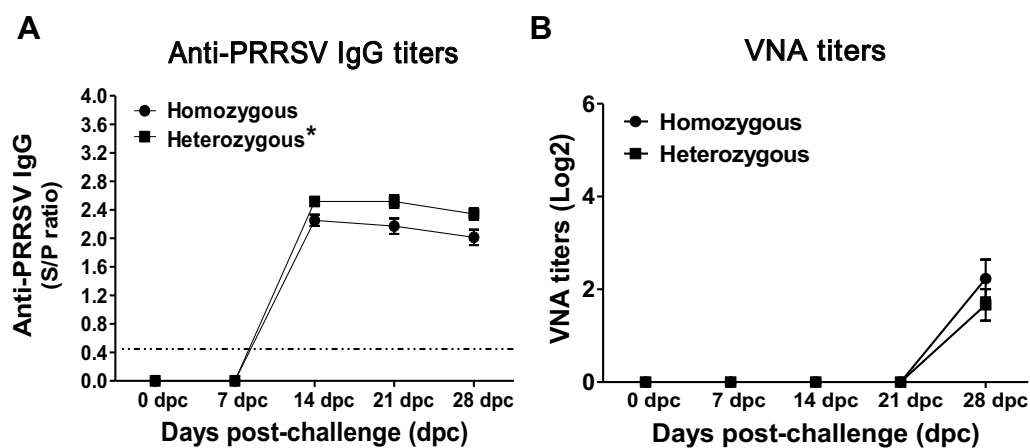 A
Anti-PRRSV IgG titers
Homozygous
Heterozygous*
Anti-PRRSV IgG
(S/P ratio)
4.0
3.6
3.2
2.8
2.4
2.0
1.6
1.2
0.8
0.4
0.0
0 dpc 7 dpc 14 dpc 21 dpc 28 dpc
Days post-challenge (dpc)
B
VNA titers
Homozygous
Heterozygous
VNA titers (Log2)
6
4
2
0
0 dpc 7 dpc 14 dpc 21 dpc 28 dpc
Days post-challenge (dpc)